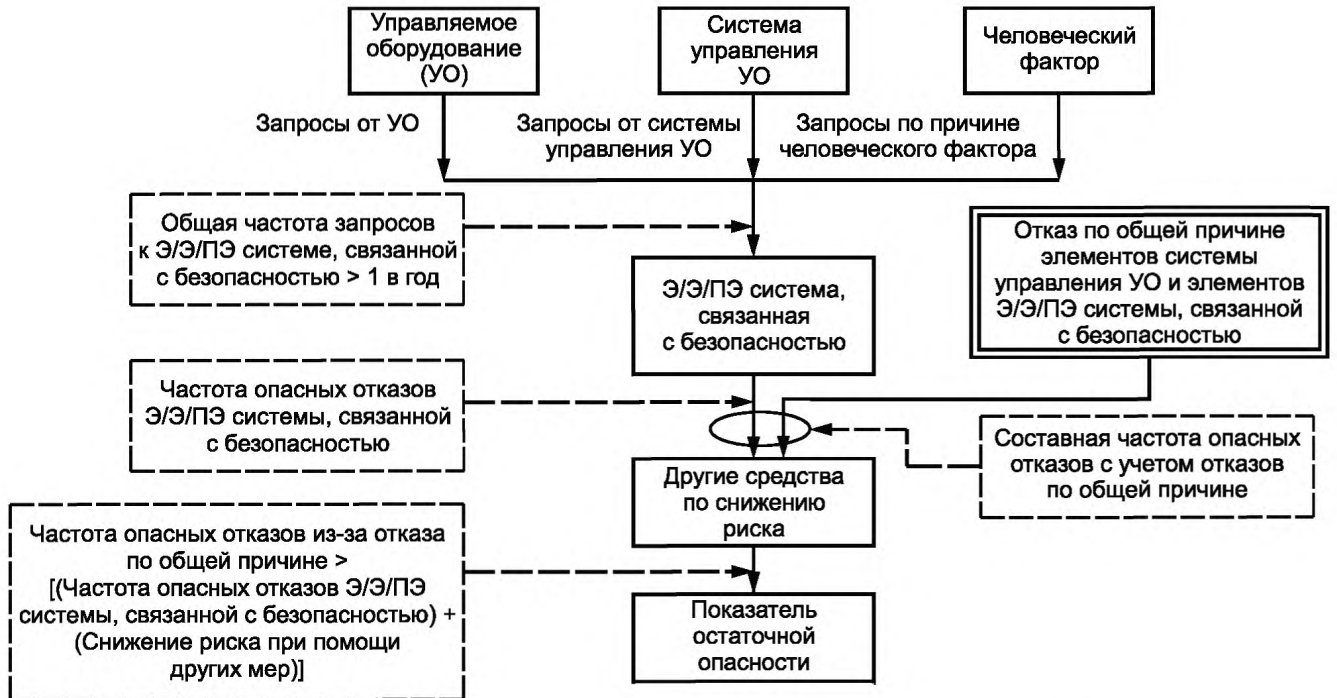 Управляемое
оборудование
(УО)
Система
управления
УО
Человеческий
фактор
Запросы от УО
Запросы от системы
управления УО
Запросы по причине
человеческого фактора
Общая частота запросов
к Э/Э/ПЭ системе, связанной
с безопасностью > 1 в год
Э/Э/ПЭ система,
связанная
с безопасностью
Отказ по общей причине
элементов системы
управления УО и элементов
Э/Э/ПЭ системы, связанной
с безопасностью
Частота опасных отказов
Э/Э/ПЭ системы, связанной
с безопасностью
Составная частота опасных
отказов с учетом отказов
по общей причине
Другие средства
по снижению
риска
Частота опасных отказов из-за отказа
по общей причине >
[(Частота опасных отказов Э/Э/ПЭ
системы, связанной с безопасностью) +
(Снижение риска при помощи
других мер)]
Показатель
остаточной
опасности